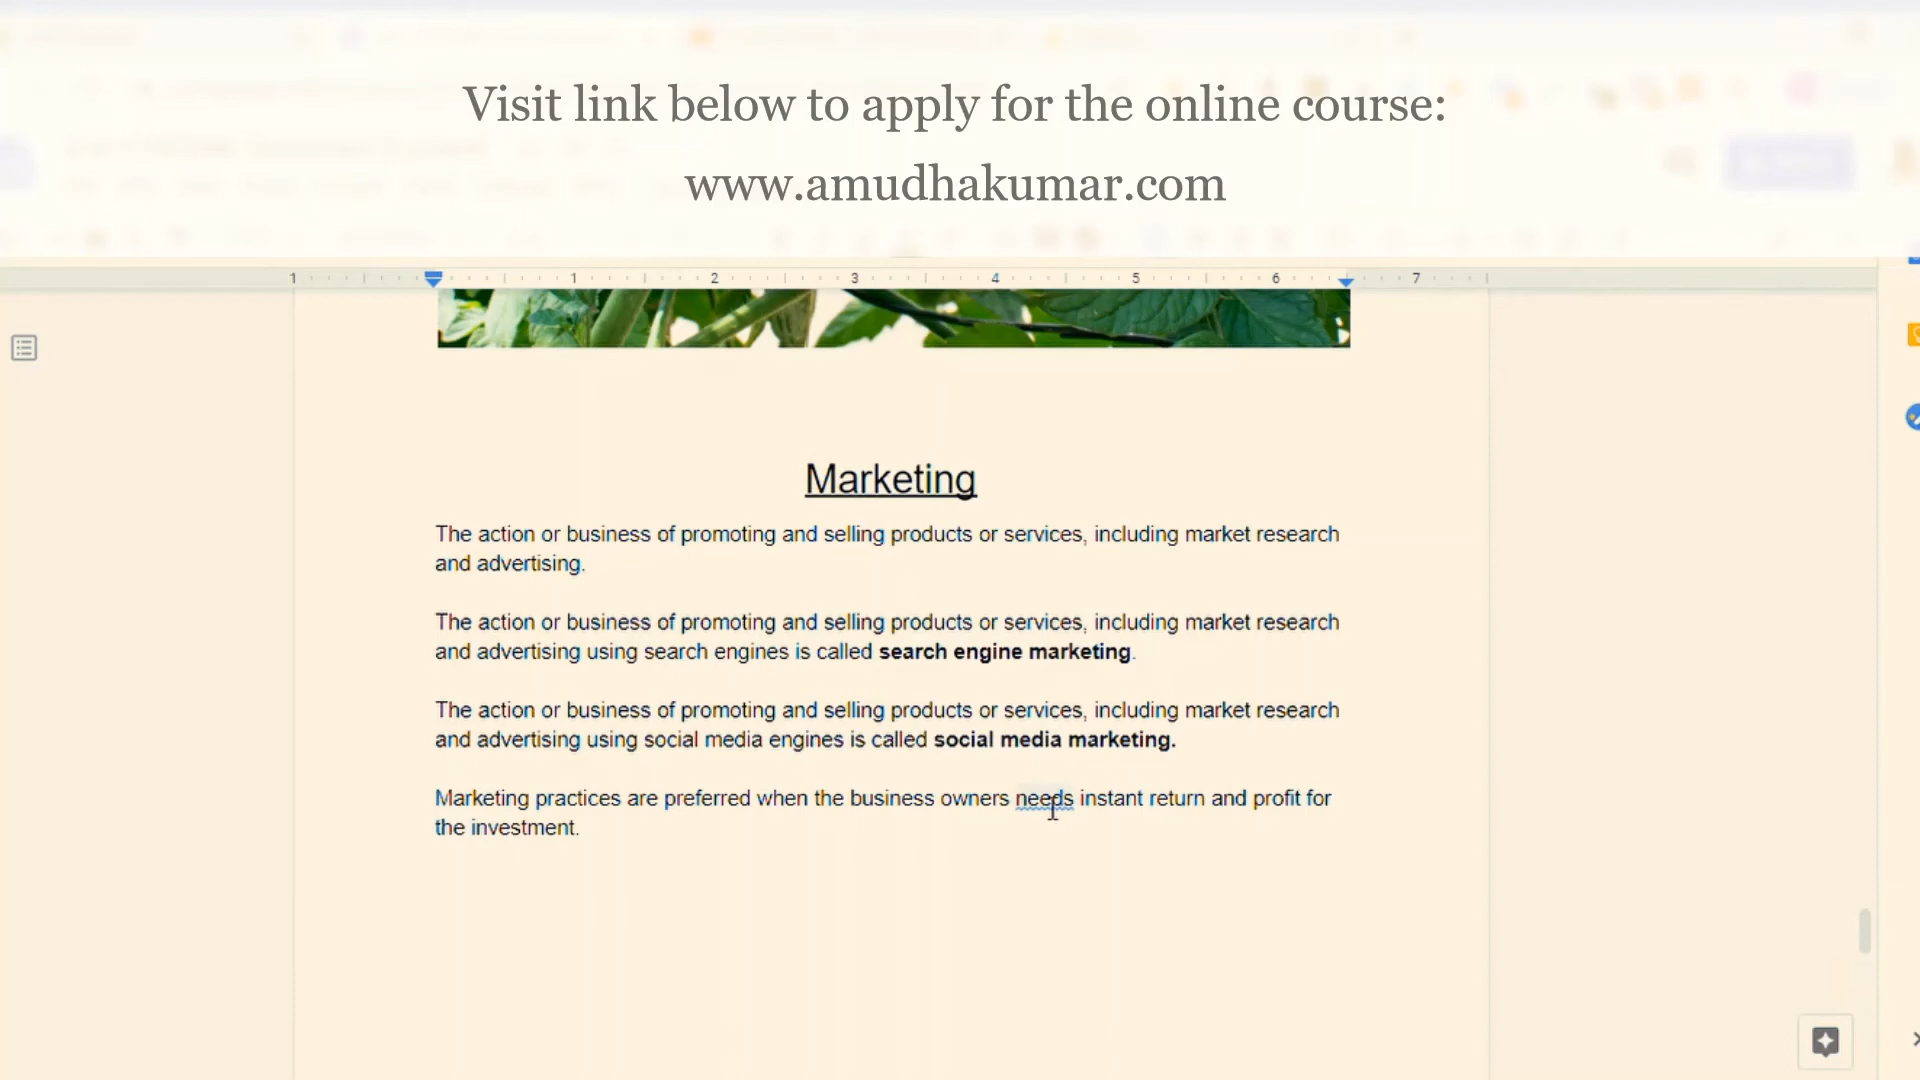 Visit link below to apply for the online course:
www.amudhakumar.com
1 1 2 3 4 5 6 7
Marketing
The action or business of promoting and selling products or services, including market research
and advertising.
The action or business of promoting and selling products or services, including market research
and advertising using search engines is called search engine marketing.
The action or business of promoting and selling products or services, including market research
and advertising using social media engines is called social media marketing.
Marketing practices are preferred when the business owners needs instant return and profit for
the investment.